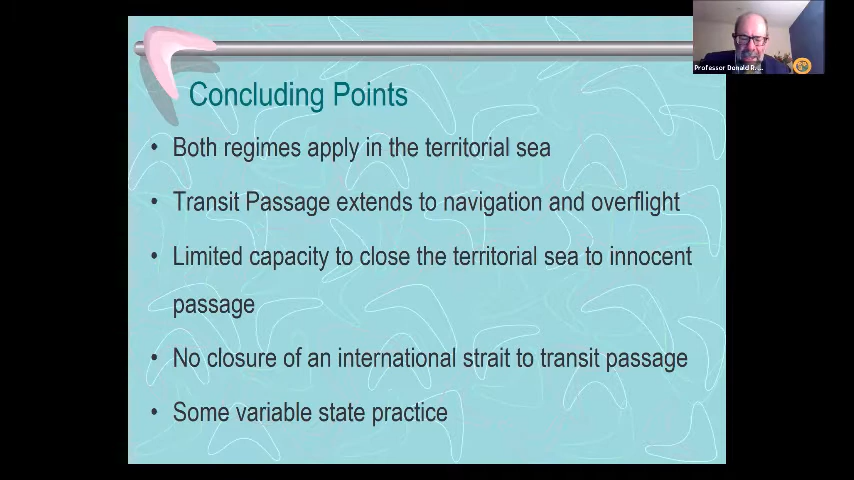 Professor Donald R....
Concluding Points
• Both regimes apply in the territorial sea
• Transit Passage extends to navigation and overflight
• Limited capacity to close the territorial sea to innocent
passage
• No closure of an international strait to transit passage
• Some variable state practice